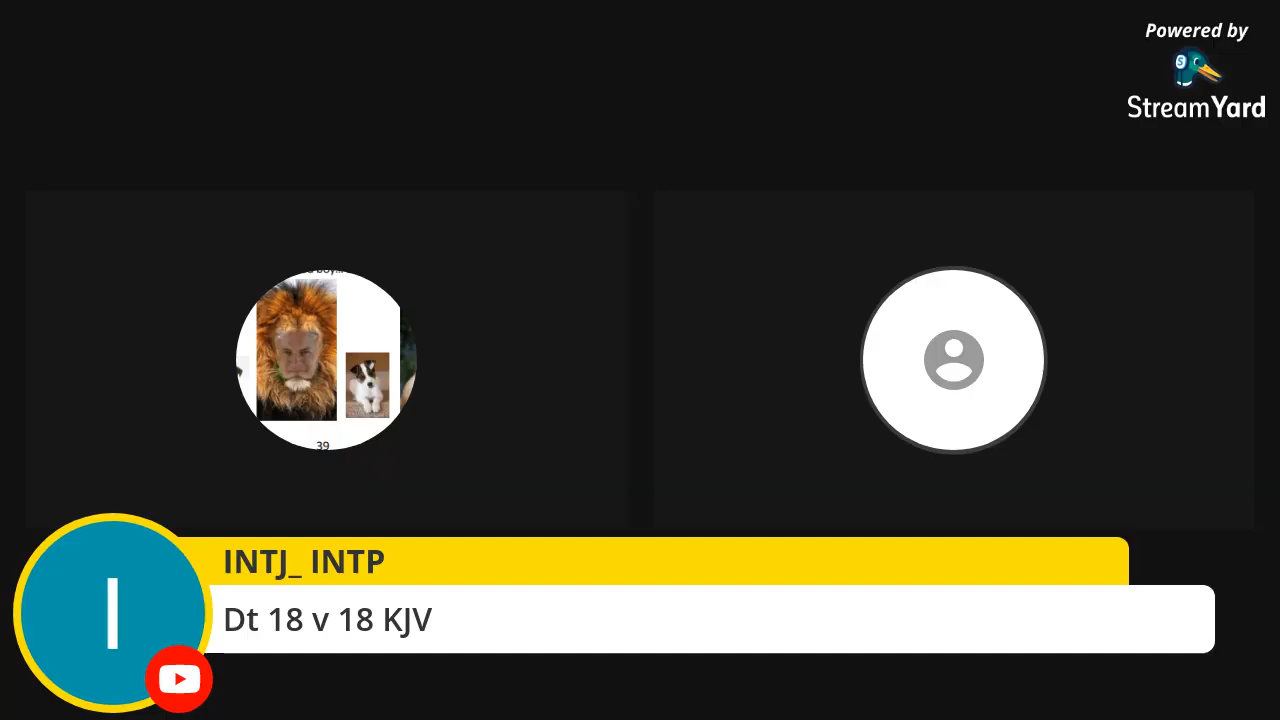 Powered by
StreamYard
39
INTJ_ INTP
Dt 18 v 18 KJV
I